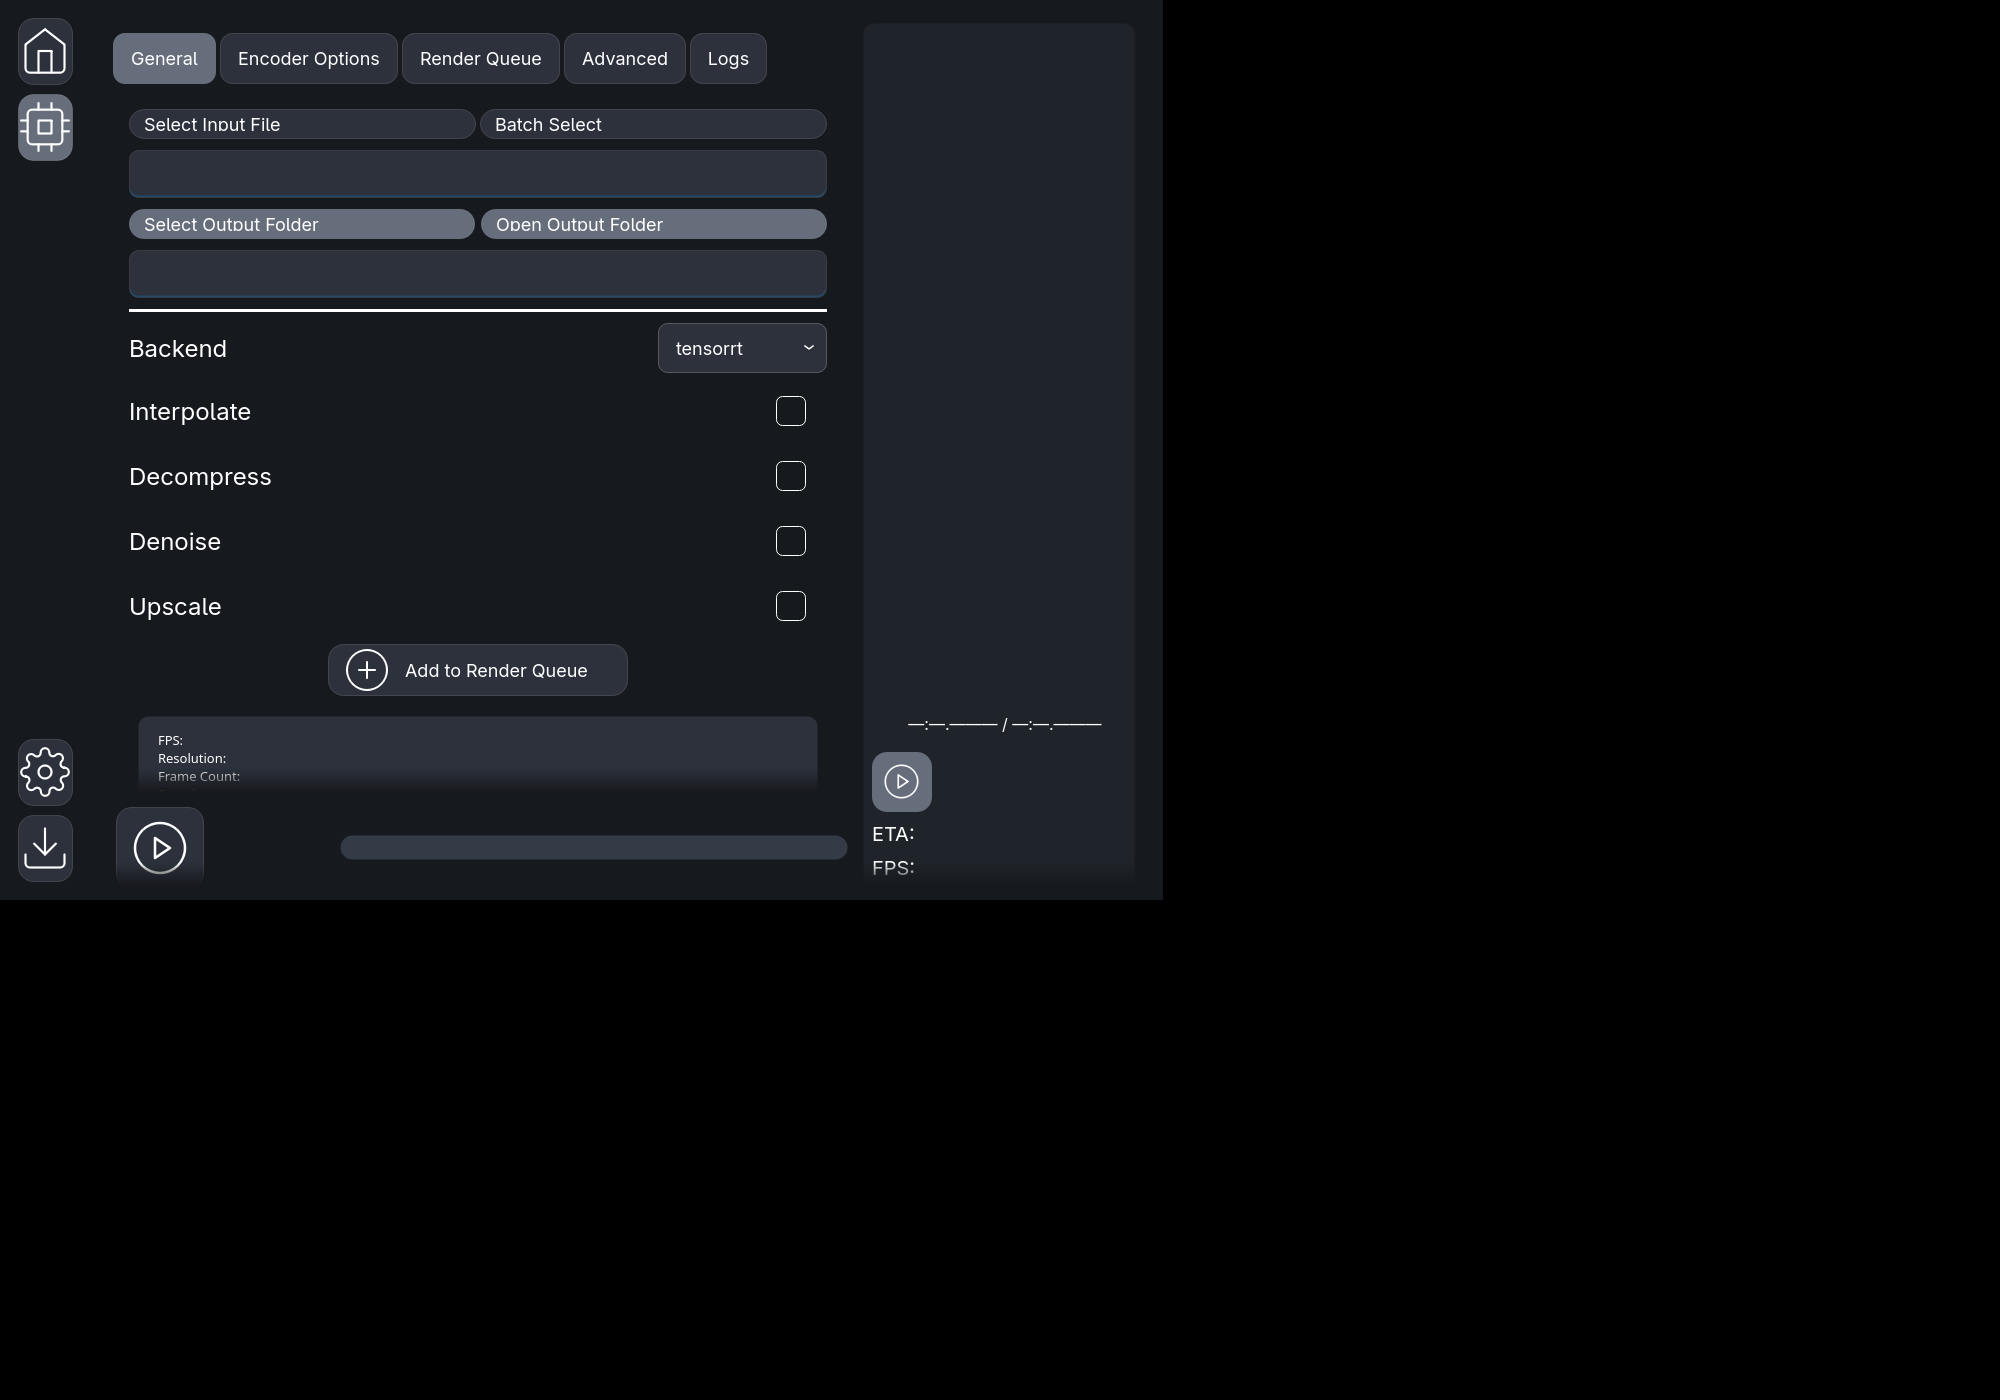 General Encoder Options Render Queue Advanced Logs
Select Input File Batch Select
Select Output Folder Open Output Folder
Backend tensorrt
Interpolate
Decompress
Denoise
Upscale
Add to Render Queue
FPS:
Resolution:
Frame Count:
—:—.——— / —:—.———
ETA:
FPS: